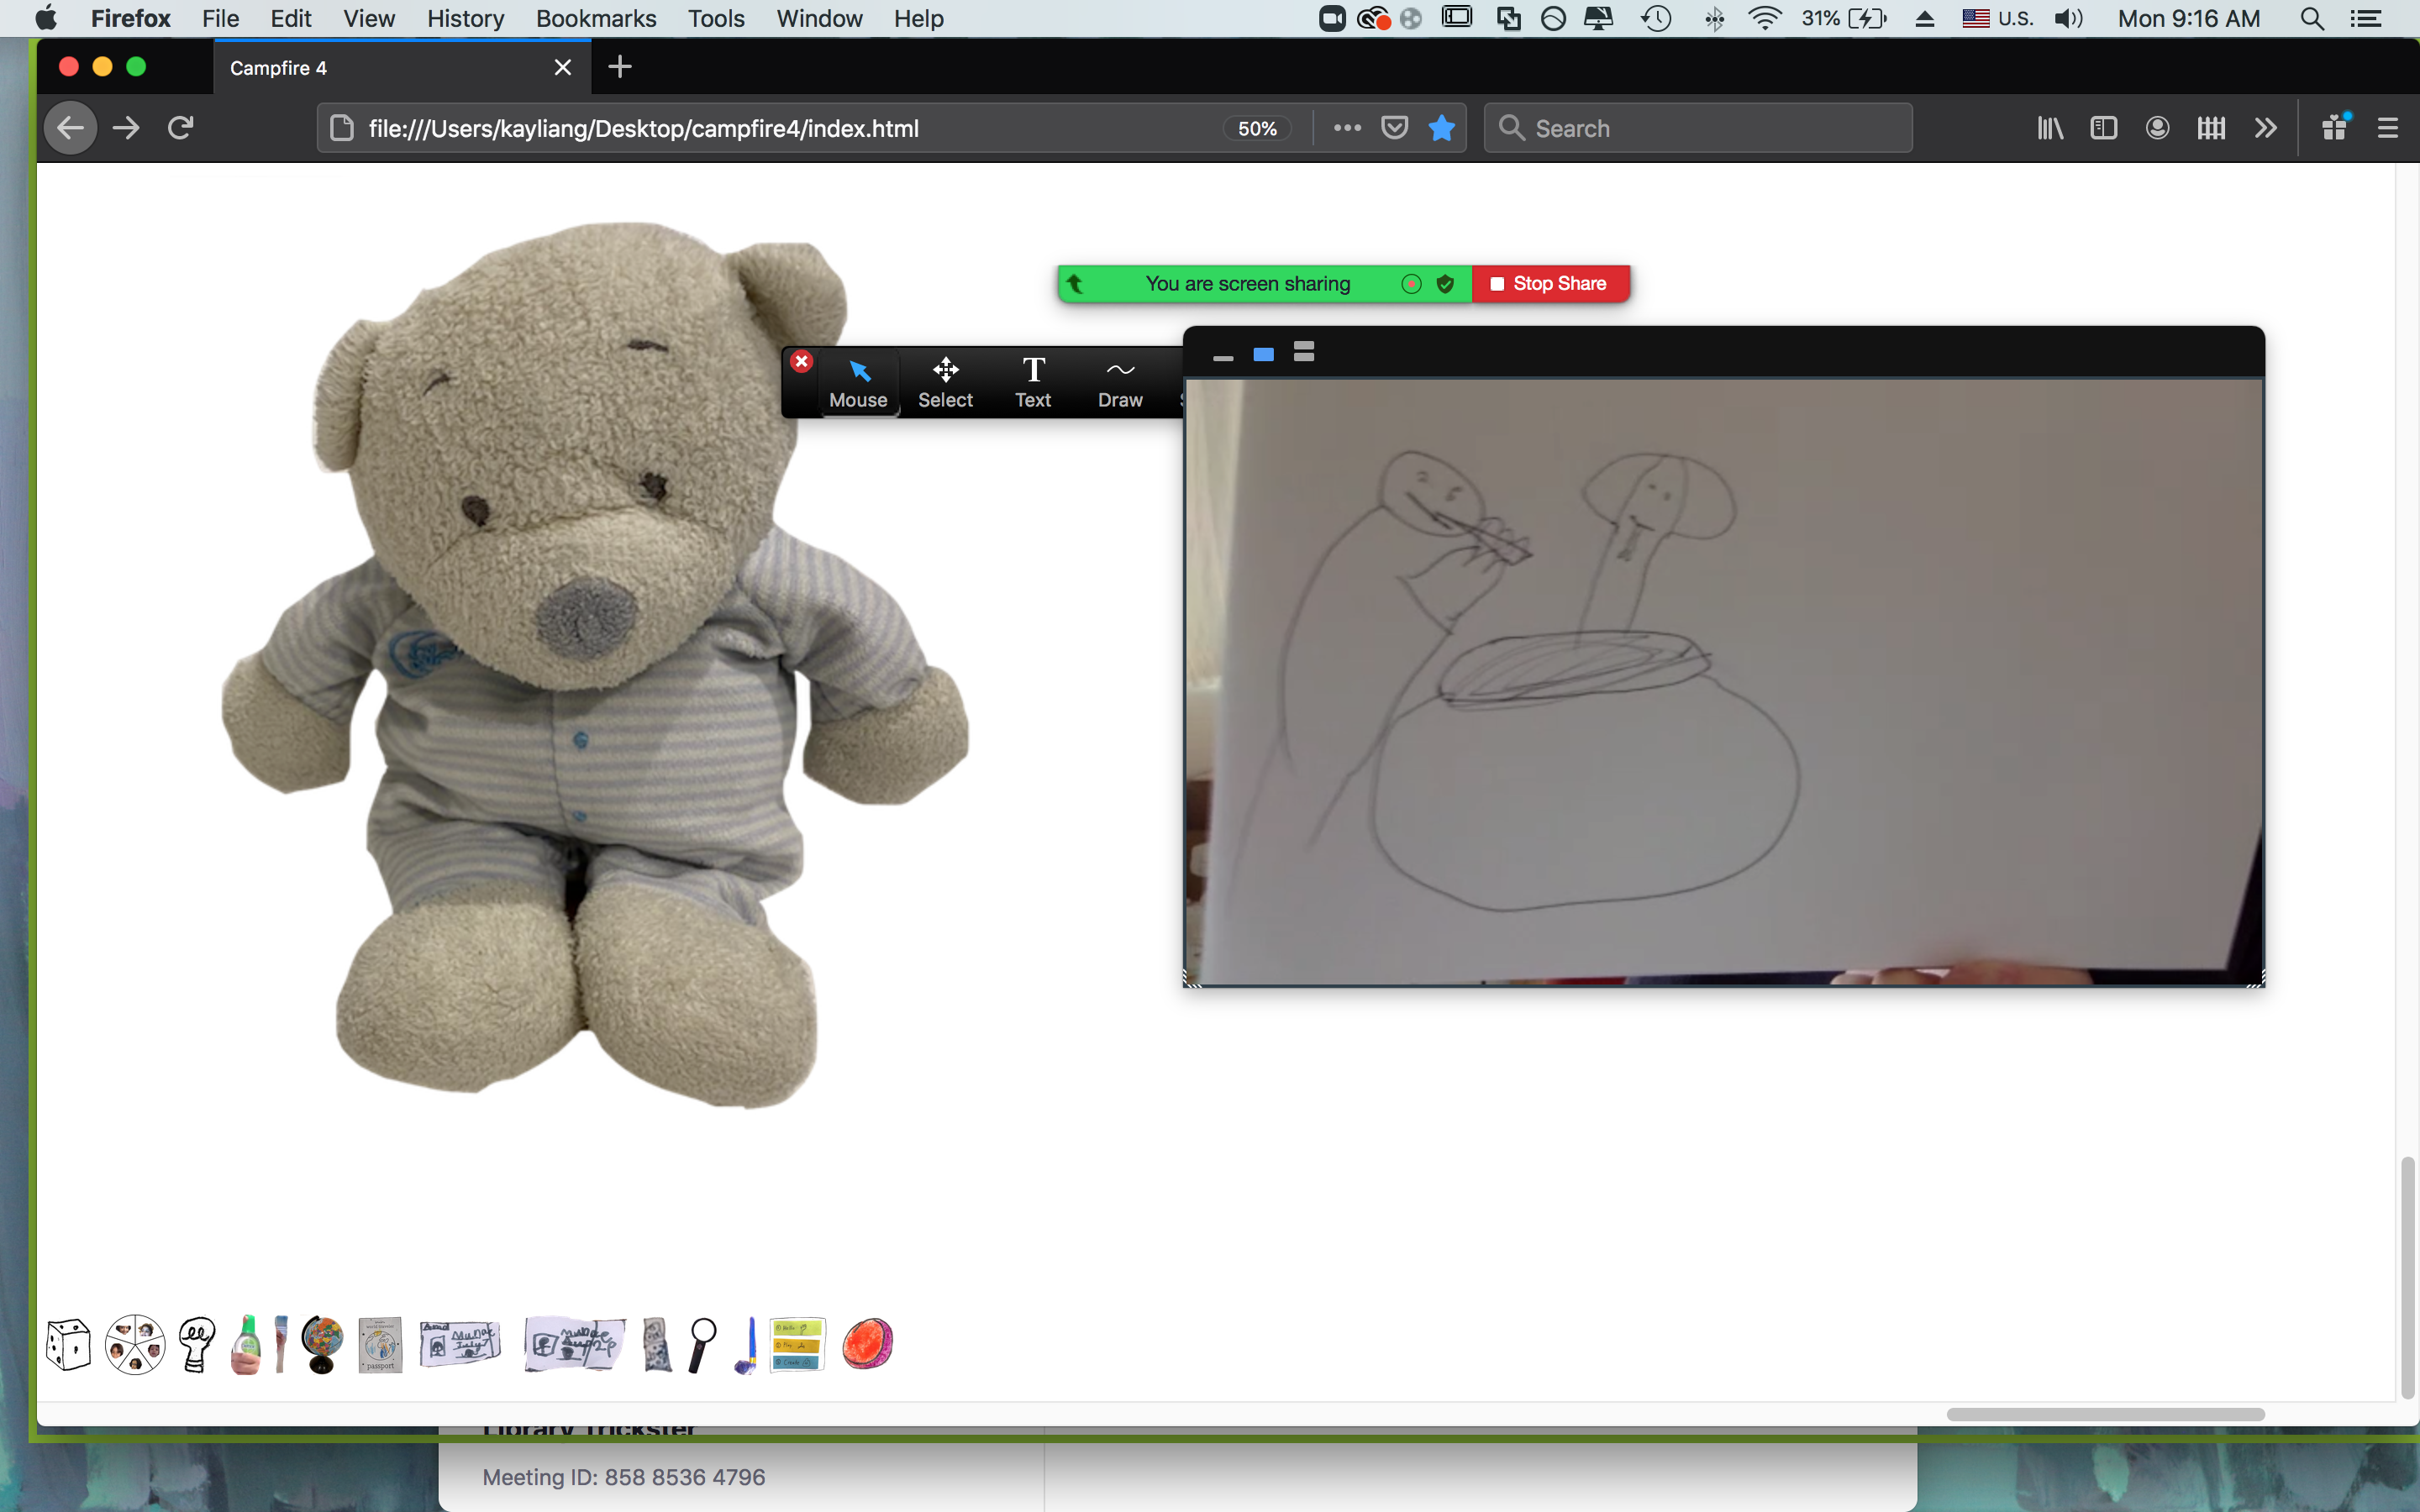 Firefox File Edit View History Bookmarks Tools Window Help 31% U.S. Mon 9:16 AM
Campfire 4
file:///Users/kayliang/Desktop/campfire4/index.html 50% Search
You are screen sharing Stop Share
Mouse Select Text Draw
passport
Library Trickster
Meeting ID: 858 8536 4796